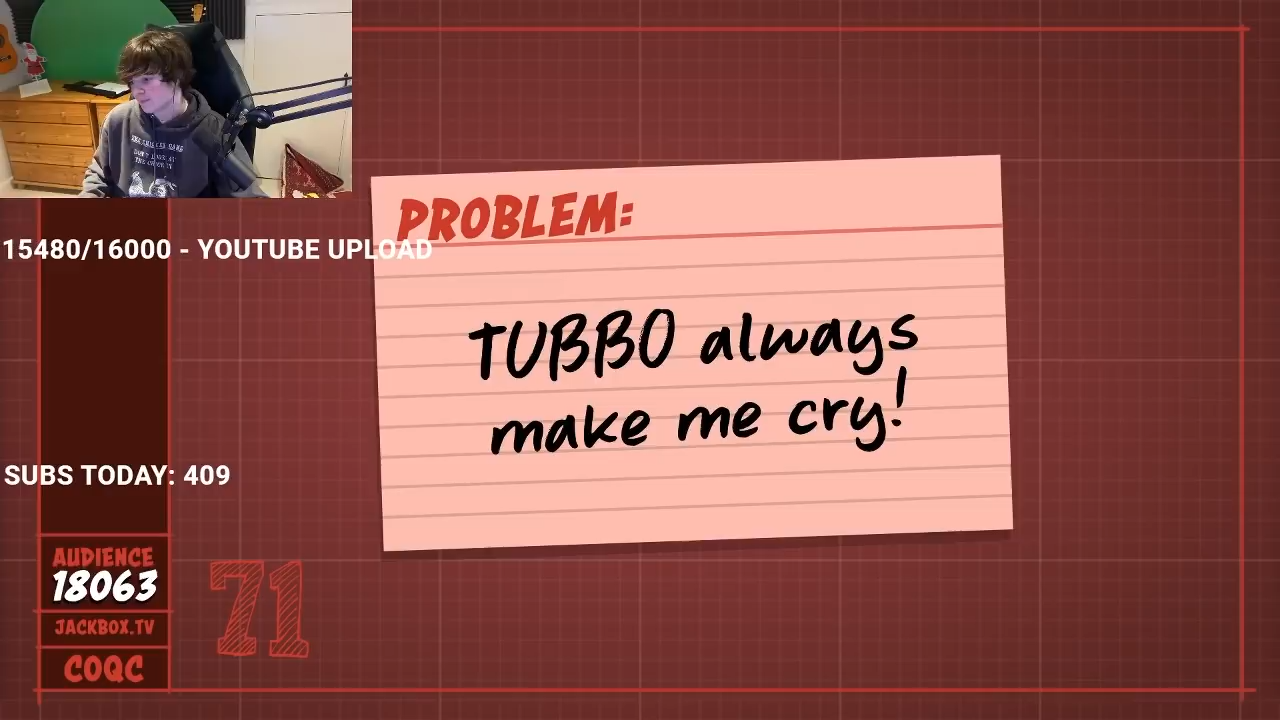 PROBLEM:
15480/16000 - YOUTUBE UPLOAD
TUBBO always
make me cry!
SUBS TODAY: 409
AUDIENCE
18063
JACKBOX.TV
COQC
71